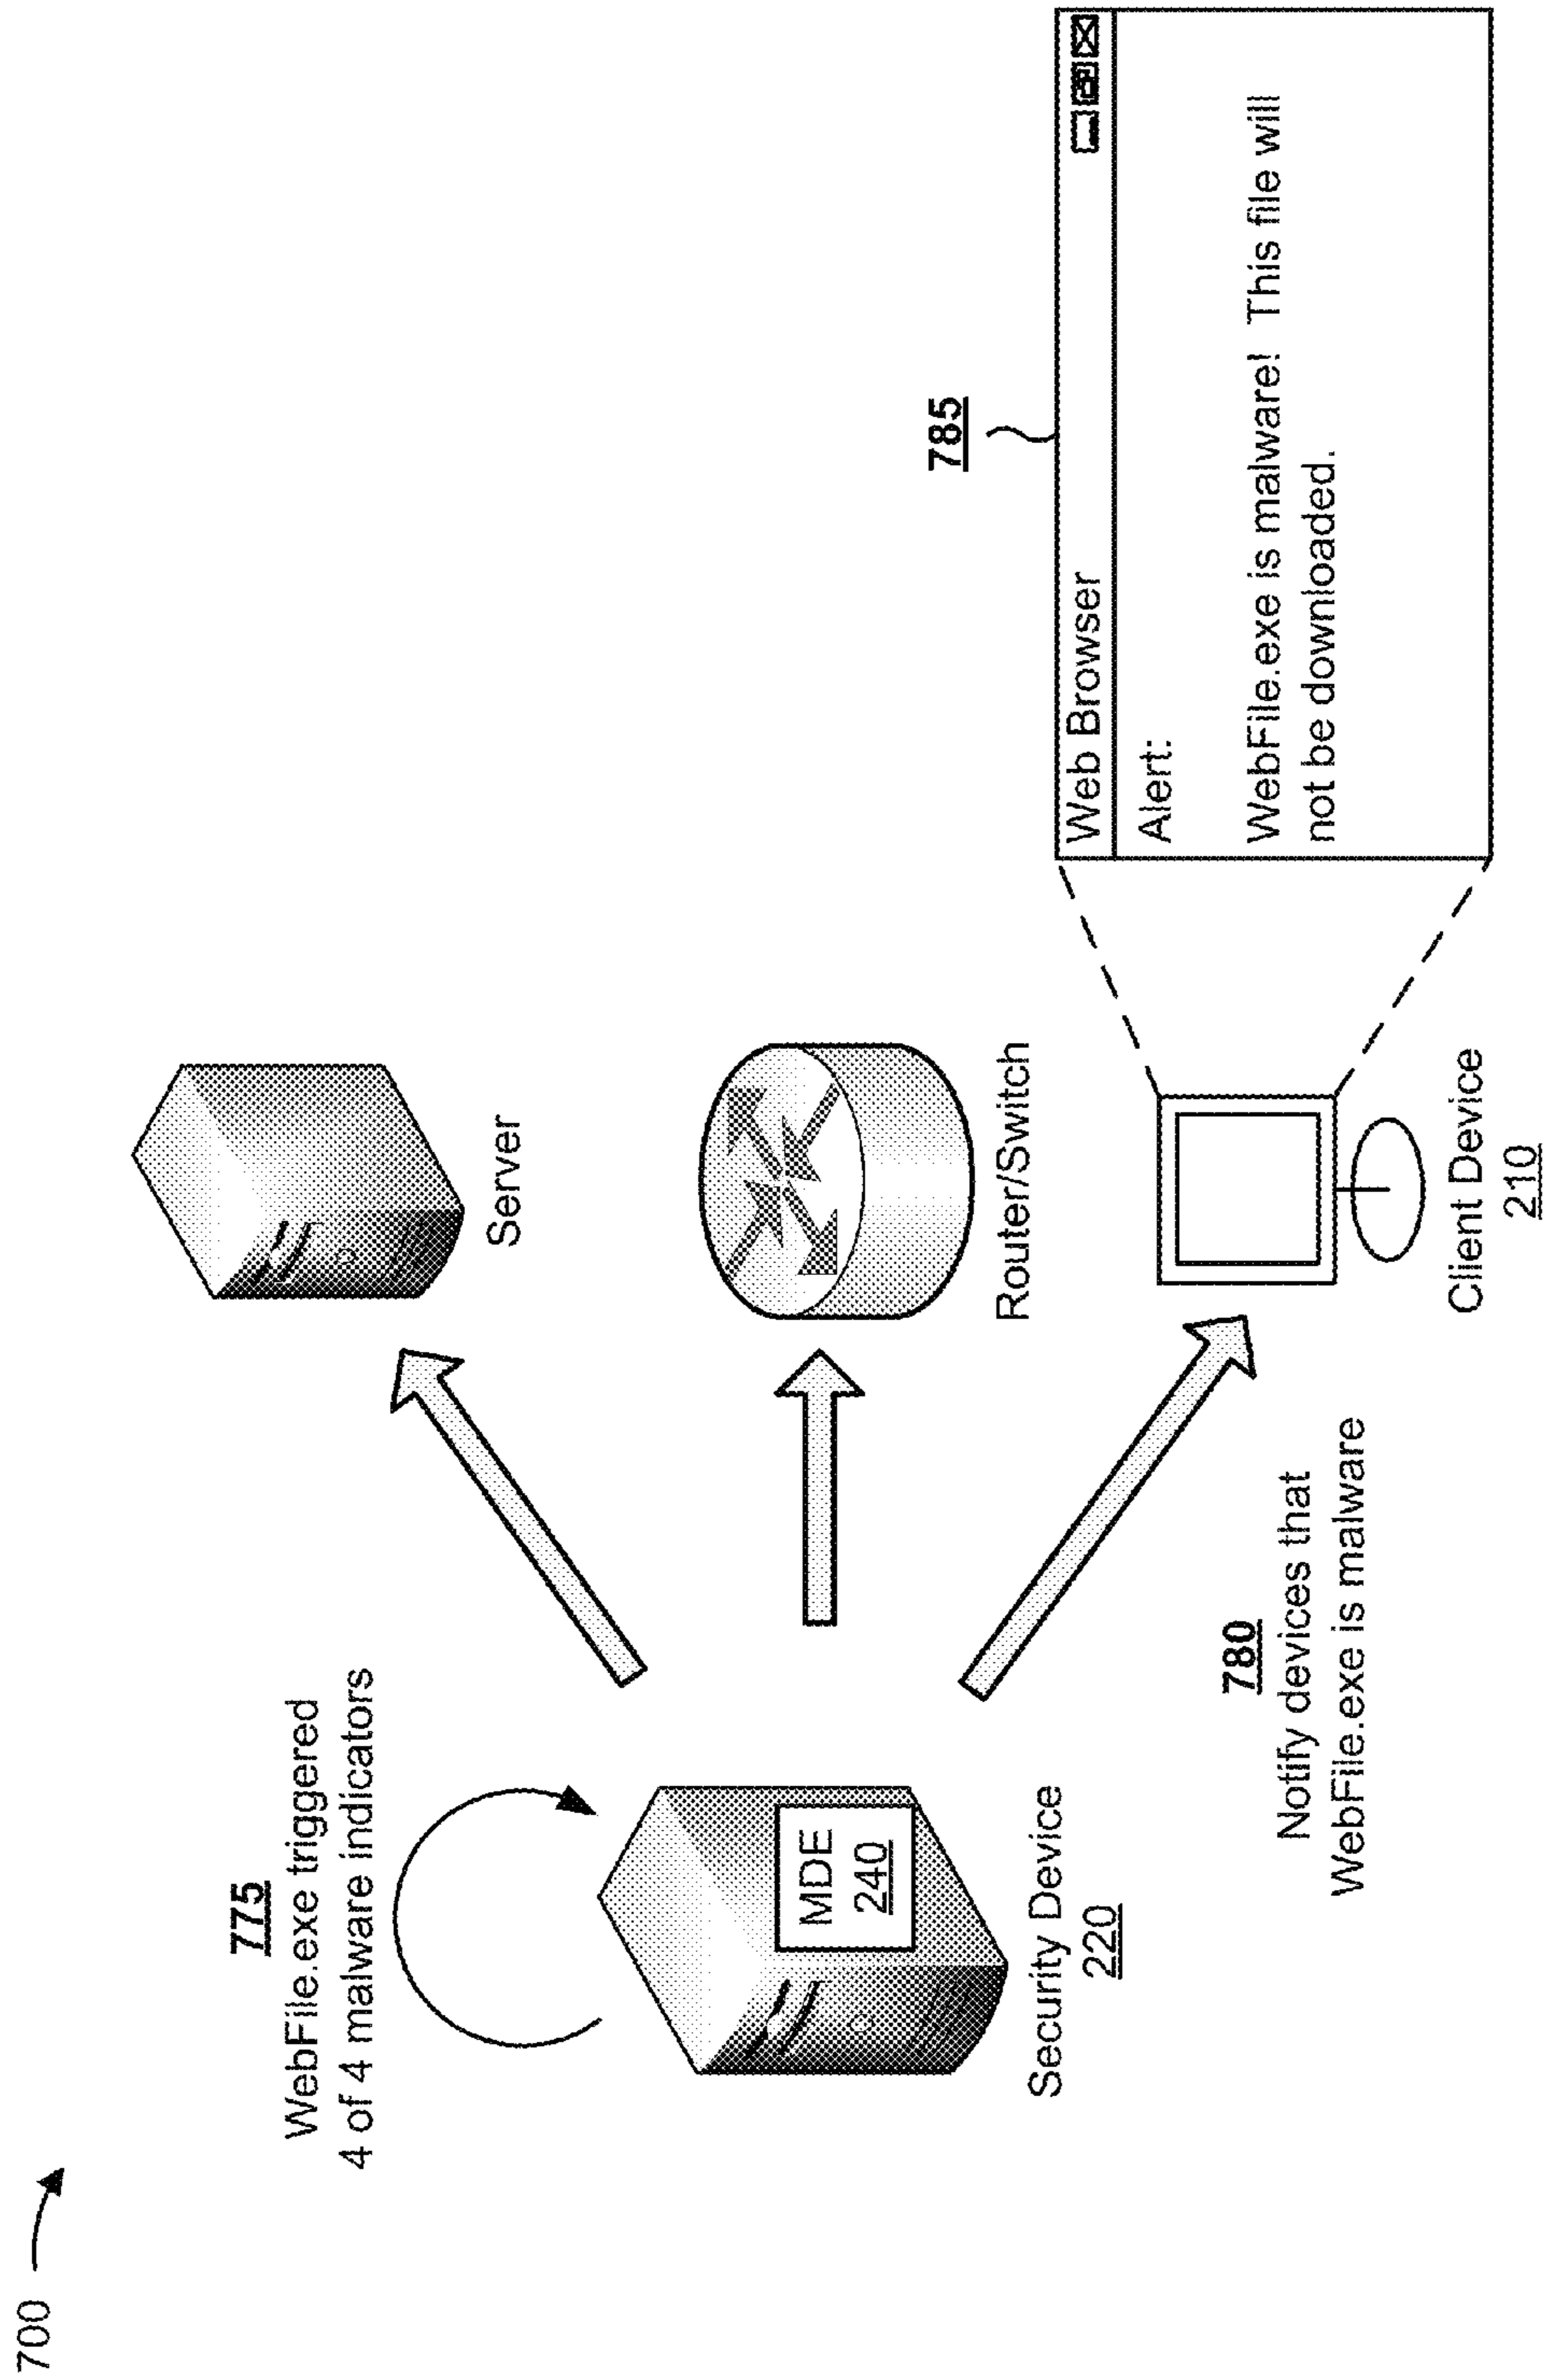 700
775
WebFile.exe triggered
4 of 4 malware indicators
MDE
240
Security Device
220
Server
Router/Switch
780
Notify devices that
WebFile.exe is malware
Client Device
210
785
Web Browser
Alert:
WebFile.exe is malware! This file will
not be downloaded.